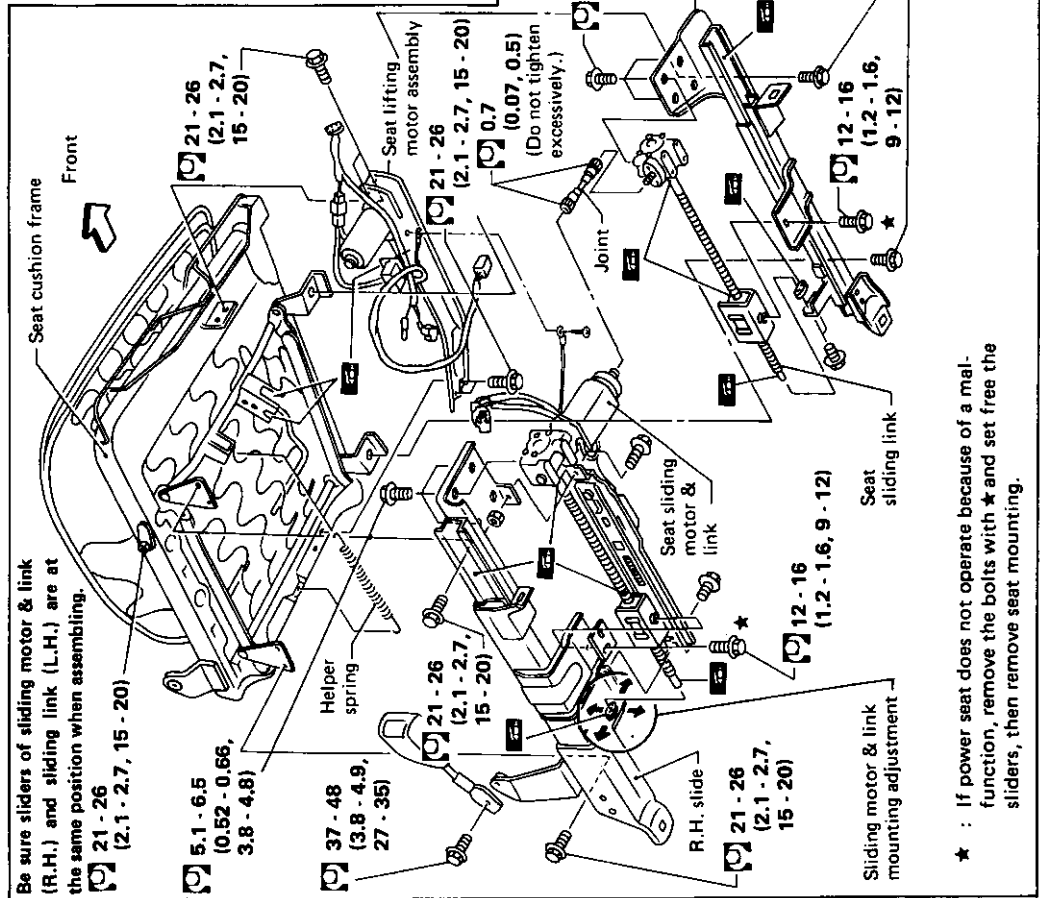 Be sure sliders of sliding motor & link
(R.H.) and sliding link (L.H.) are at
the same position when assembling.
21 - 26
(2.1 - 2.7, 15 - 20)
Seat cushion frame
Front
21 - 26
(2.1 - 2.7,
15 - 20)
5.1 - 6.5
(0.52 - 0.66,
3.8 - 4.8)
Helper
spring
Seat lifting
motor assembly
21 - 26
(2.1 - 2.7, 15 - 20)
0.7
(0.07, 0.5)
(Do not tighten
excessively.)
37 - 48
(3.8 - 4.9,
27 - 35)
21 - 26
(2.1 - 2.7,
15 - 20)
Joint
Seat sliding
motor &
link
R.H. slide
21 - 26
(2.1 - 2.7,
15 - 20)
★
12 - 16
(1.2 - 1.6, 9 - 12)
Seat
sliding link
12 - 16
(1.2 - 1.6,
9 - 12)
★
Sliding motor & link
mounting adjustment
★ : If power seat does not operate because of a mal-
function, remove the bolts with ★ and set free the
sliders, then remove seat mounting.